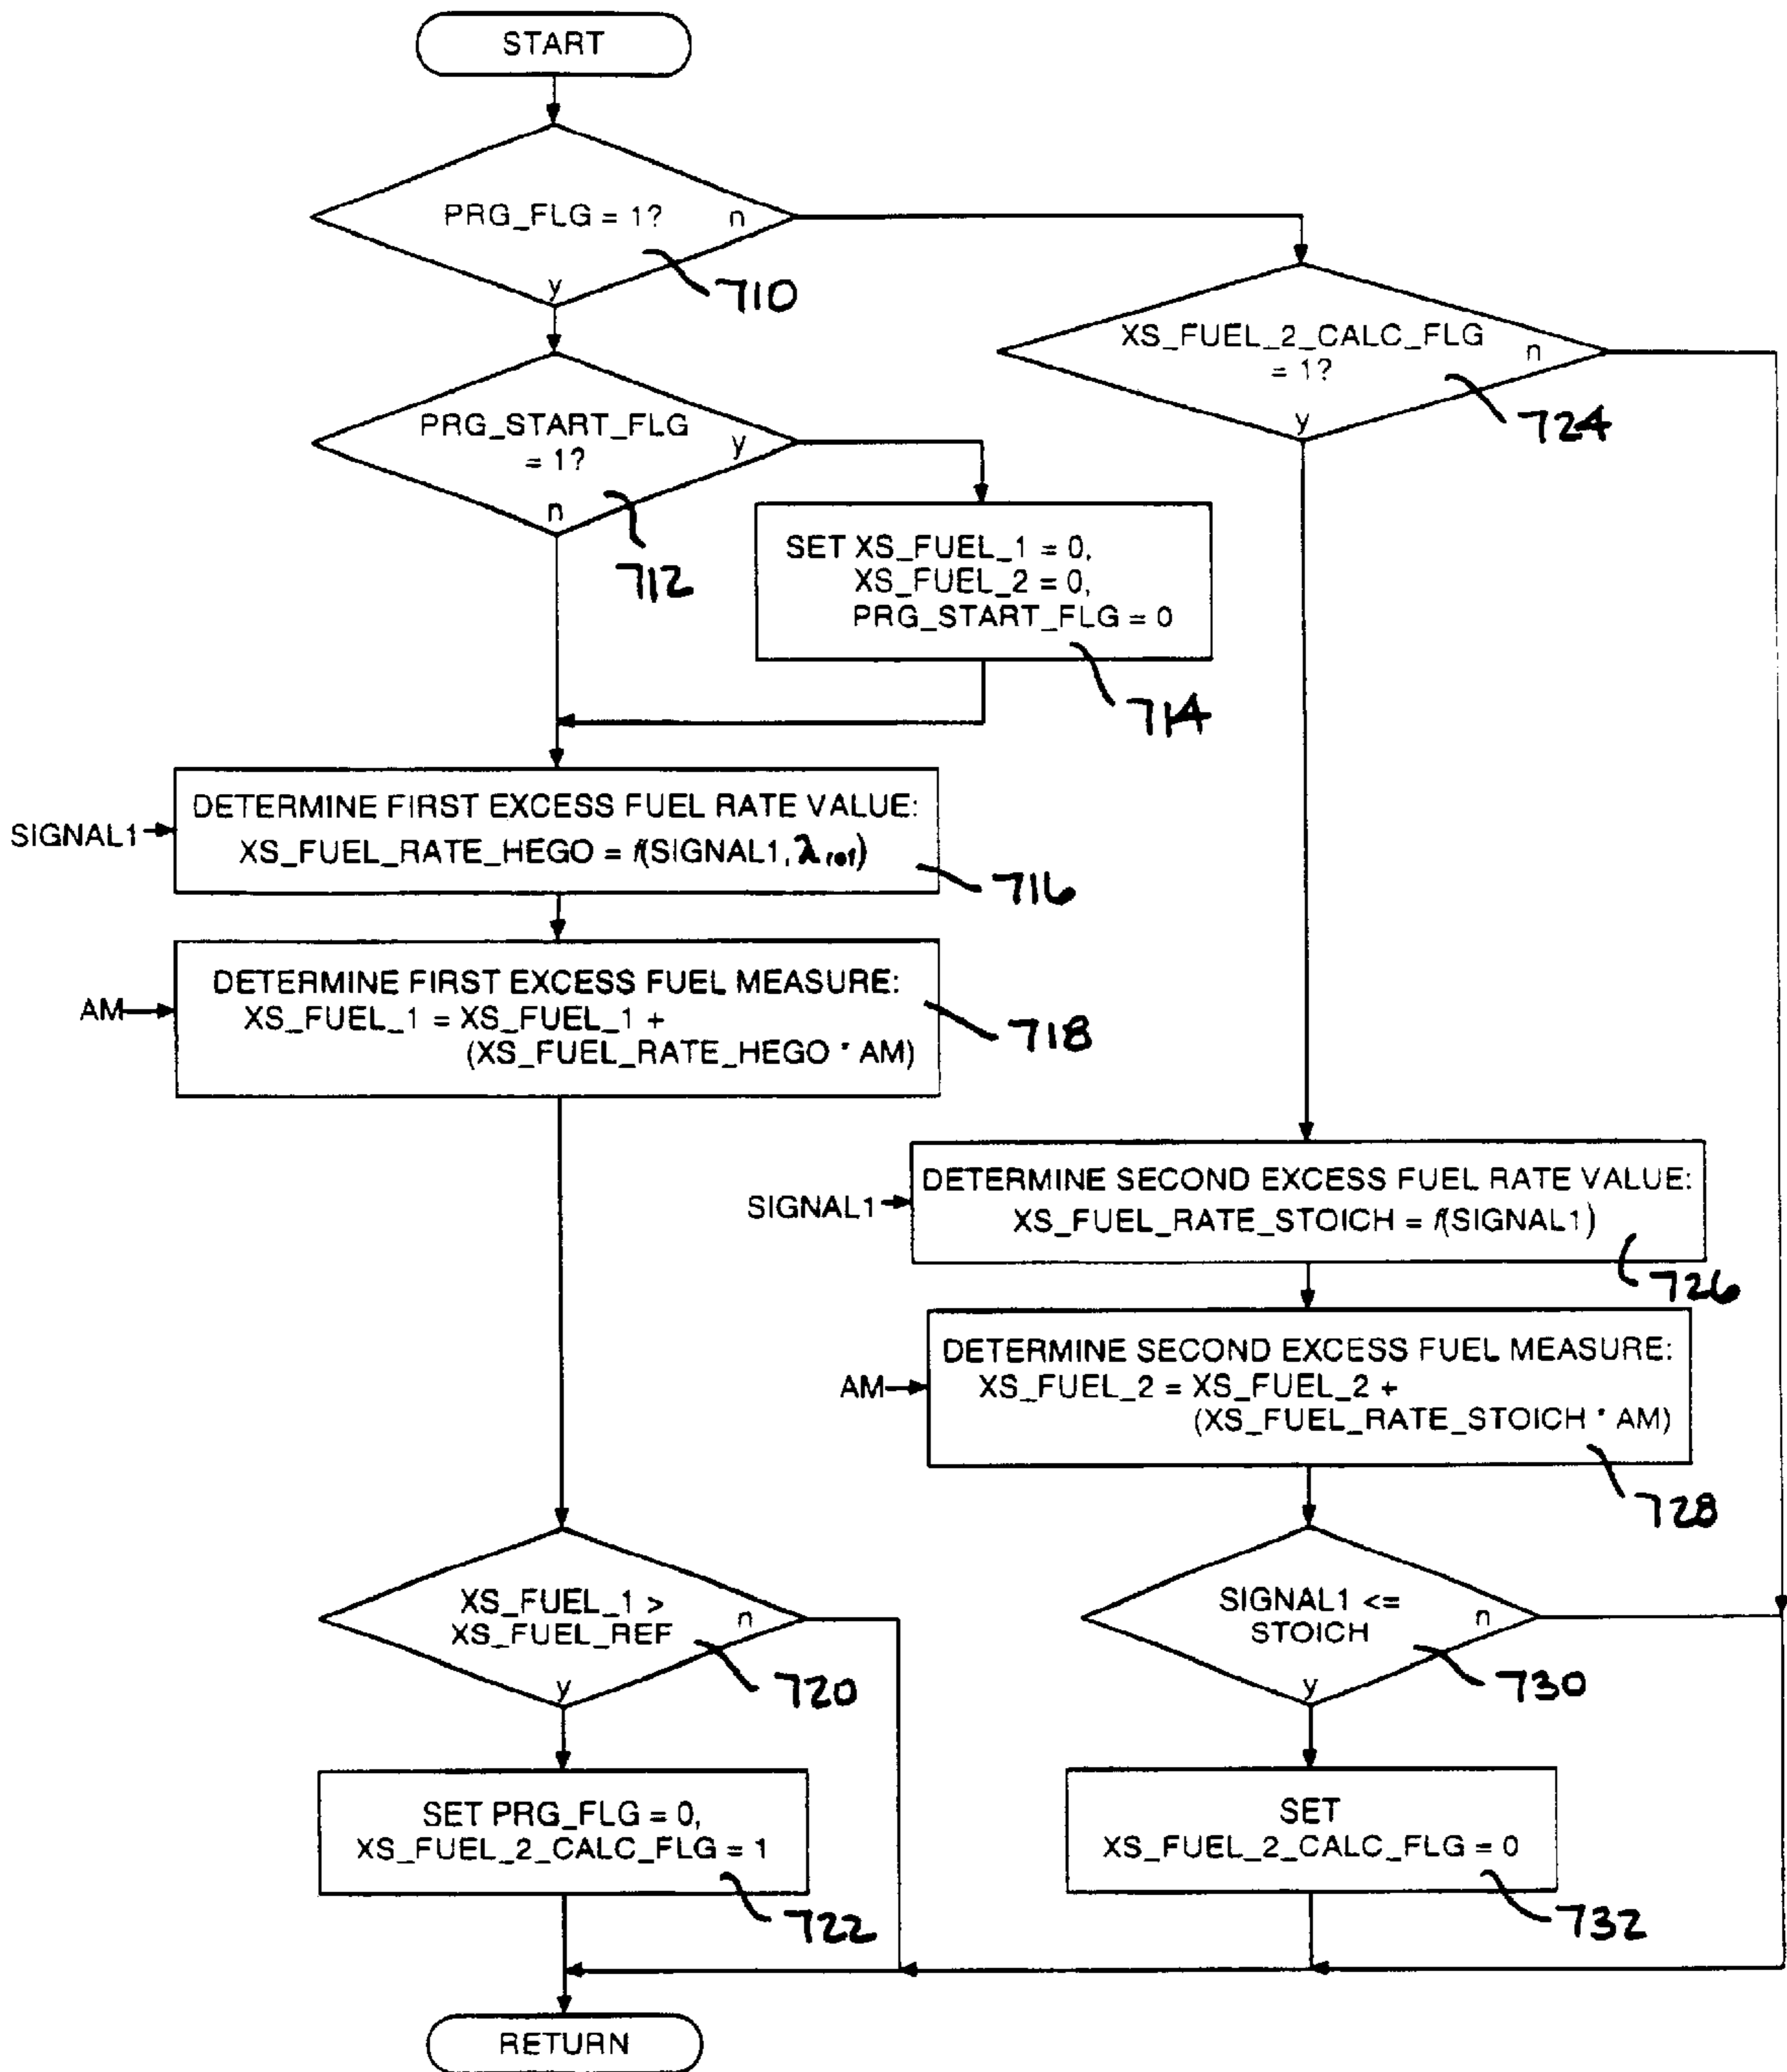 START
PRG_FLG = 1?
n
y
710
XS_FUEL_2_CALC_FLG
= 1?
n
y
724
PRG_START_FLG
= 1?
y
n
712
SET XS_FUEL_1 = 0,
XS_FUEL_2 = 0,
PRG_START_FLG = 0
714
SIGNAL1
DETERMINE FIRST EXCESS FUEL RATE VALUE:
XS_FUEL_RATE_HEGO = f(SIGNAL1, λref)
716
AM
DETERMINE FIRST EXCESS FUEL MEASURE:
XS_FUEL_1 = XS_FUEL_1 +
(XS_FUEL_RATE_HEGO * AM)
718
SIGNAL1
DETERMINE SECOND EXCESS FUEL RATE VALUE:
XS_FUEL_RATE_STOICH = f(SIGNAL1)
726
AM
DETERMINE SECOND EXCESS FUEL MEASURE:
XS_FUEL_2 = XS_FUEL_2 +
(XS_FUEL_RATE_STOICH * AM)
728
XS_FUEL_1 >
XS_FUEL_REF
n
y
720
SIGNAL1 <=
STOICH
n
y
730
SET PRG_FLG = 0,
XS_FUEL_2_CALC_FLG = 1
722
SET
XS_FUEL_2_CALC_FLG = 0
732
RETURN